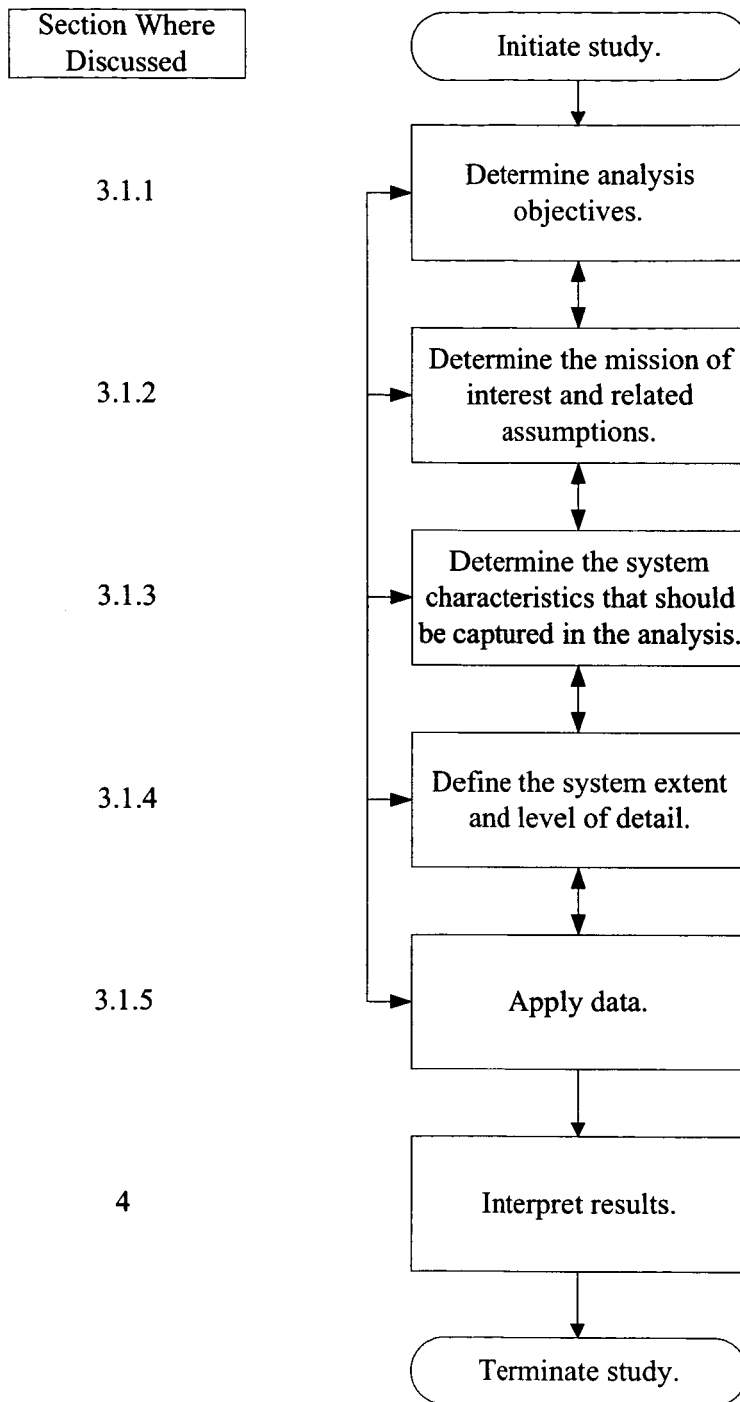 Section Where
Discussed
Initiate study.
3.1.1
Determine analysis
objectives.
3.1.2
Determine the mission of
interest and related
assumptions.
3.1.3
Determine the system
characteristics that should
be captured in the analysis.
3.1.4
Define the system extent
and level of detail.
3.1.5
Apply data.
4
Interpret results.
Terminate study.